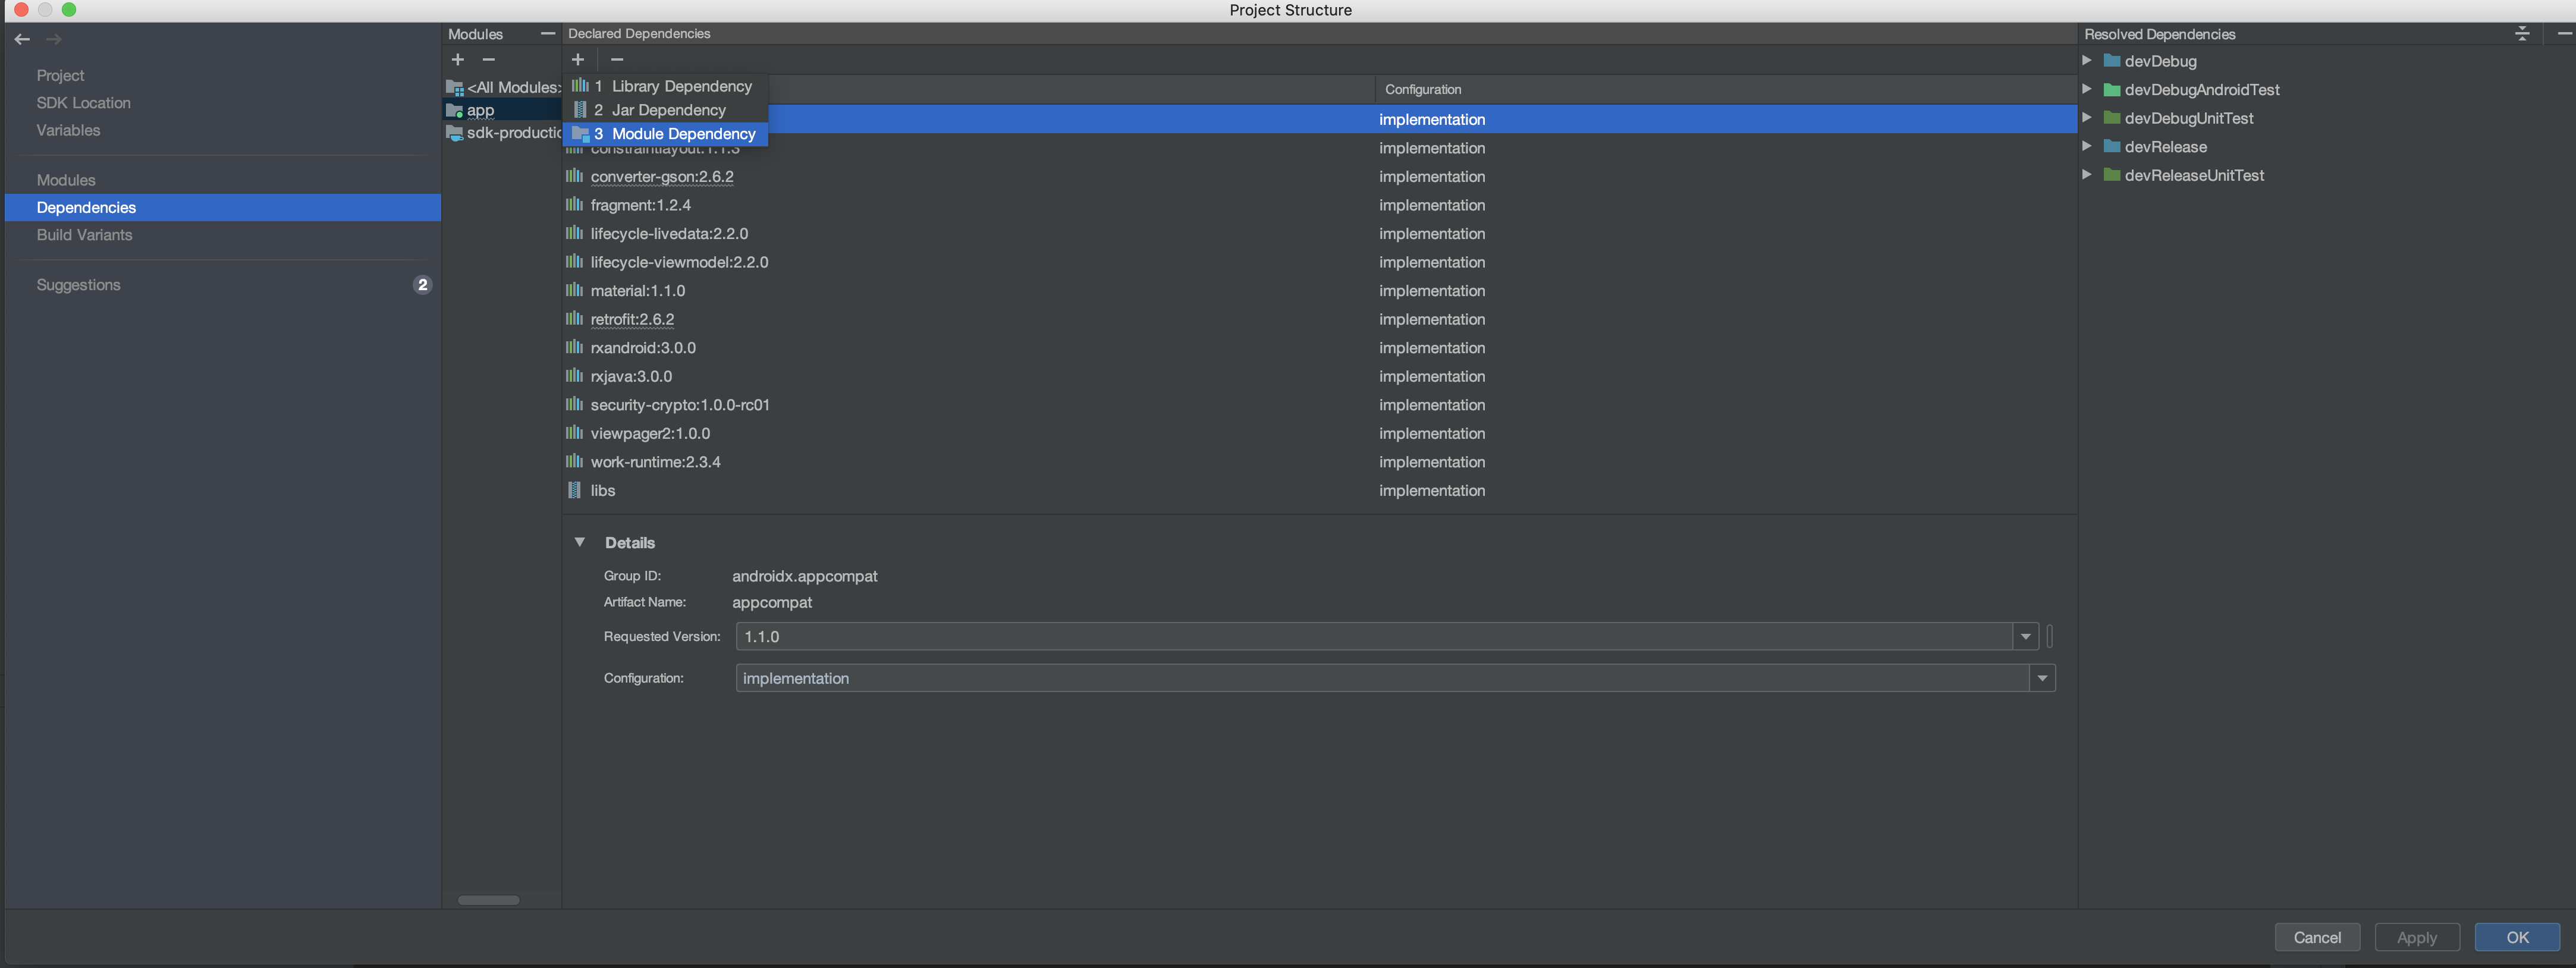 Project Structure
Project
SDK Location
Variables
Modules
Dependencies
Build Variants
Suggestions
2
Modules
<All Modules>
app
sdk-productio
Declared Dependencies
1 Library Dependency
2 Jar Dependency
3 Module Dependency
Configuration
implementation
constraintlayout:1.1.3 implementation
converter-gson:2.6.2 implementation
fragment:1.2.4 implementation
lifecycle-livedata:2.2.0 implementation
lifecycle-viewmodel:2.2.0 implementation
material:1.1.0 implementation
retrofit:2.6.2 implementation
rxandroid:3.0.0 implementation
rxjava:3.0.0 implementation
security-crypto:1.0.0-rc01 implementation
viewpager2:1.0.0 implementation
work-runtime:2.3.4 implementation
libs implementation
Details
Group ID: androidx.appcompat
Artifact Name: appcompat
Requested Version: 1.1.0
Configuration: implementation
Resolved Dependencies
devDebug
devDebugAndroidTest
devDebugUnitTest
devRelease
devReleaseUnitTest
Cancel
Apply
OK